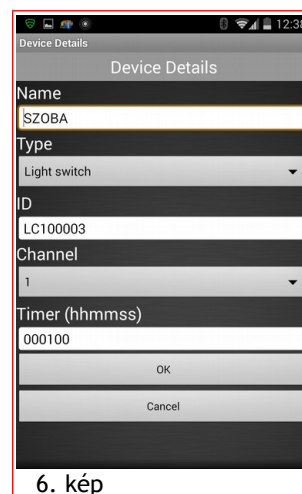 12:38
Device Details
Device Details
Name
SZOBA
Type
Light switch
ID
LC100003
Channel
1
Timer (hhmmss)
000100
OK
Cancel
6. kép